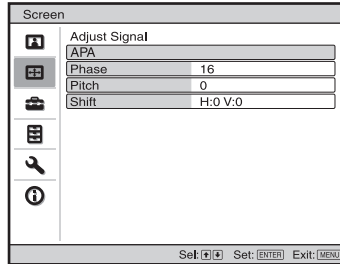 Screen
Adjust Signal
APA
Phase 16
Pitch 0
Shift H:0 V:0
Sel: Set: ENTER Exit: MENU